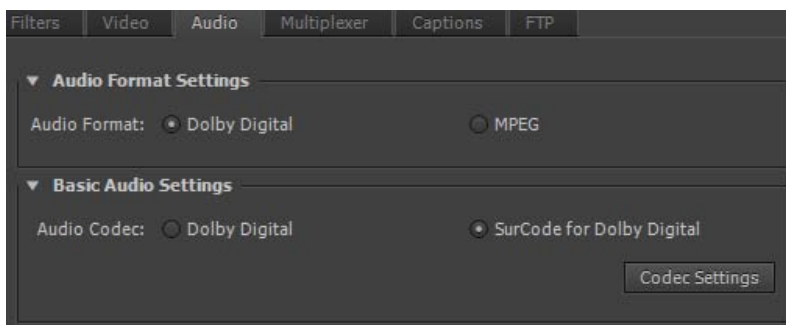 Filters Video Audio Multiplexer Captions FTP
Audio Format Settings
Audio Format: Dolby Digital MPEG
Basic Audio Settings
Audio Codec: Dolby Digital SurCode for Dolby Digital
Codec Settings